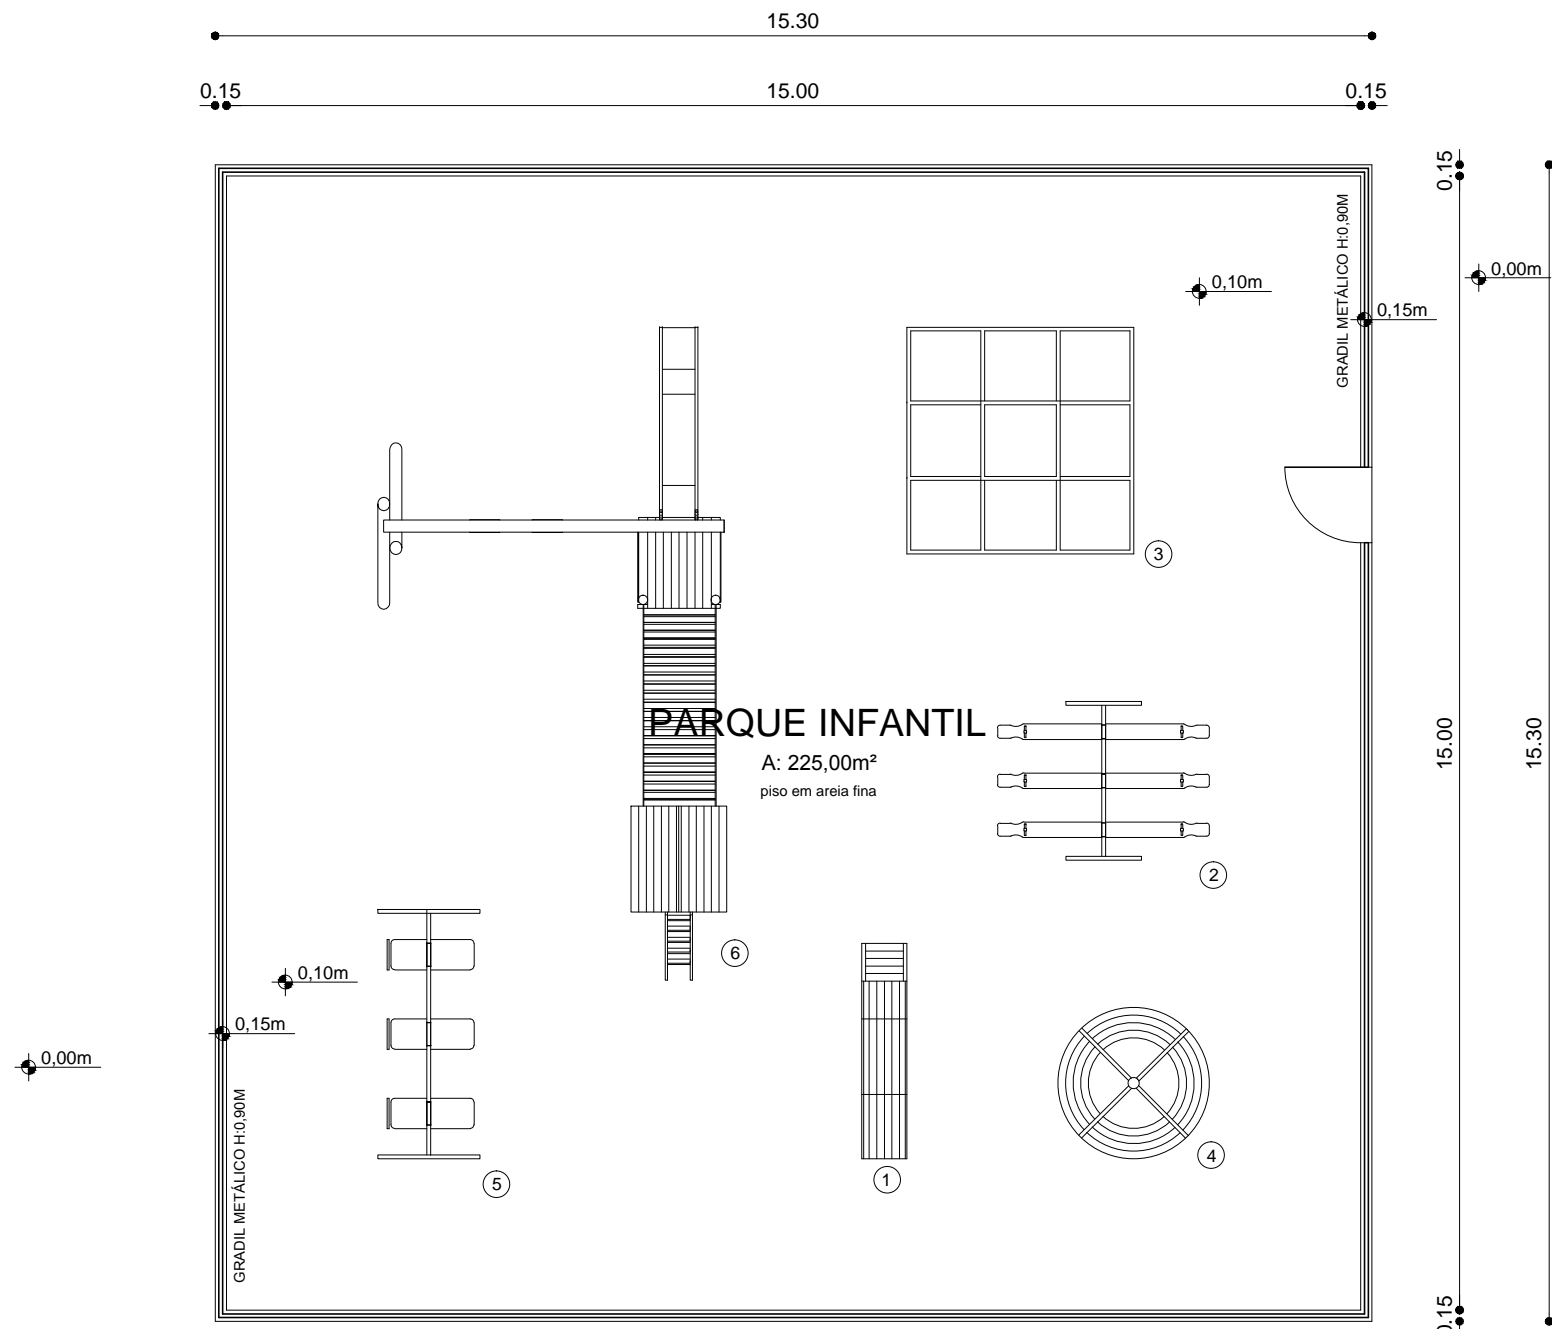 15.30
0.15
15.00
0.15
0.15
GRADIL METÁLICO H:0,90M
0,10m
0,00m
0,15m
3
PARQUE INFANTIL
A: 225,00m²
piso em areia fina
15.00
15.30
2
6
0,10m
0,15m
0,00m
GRADIL METÁLICO H:0,90M
5
1
4
0.15